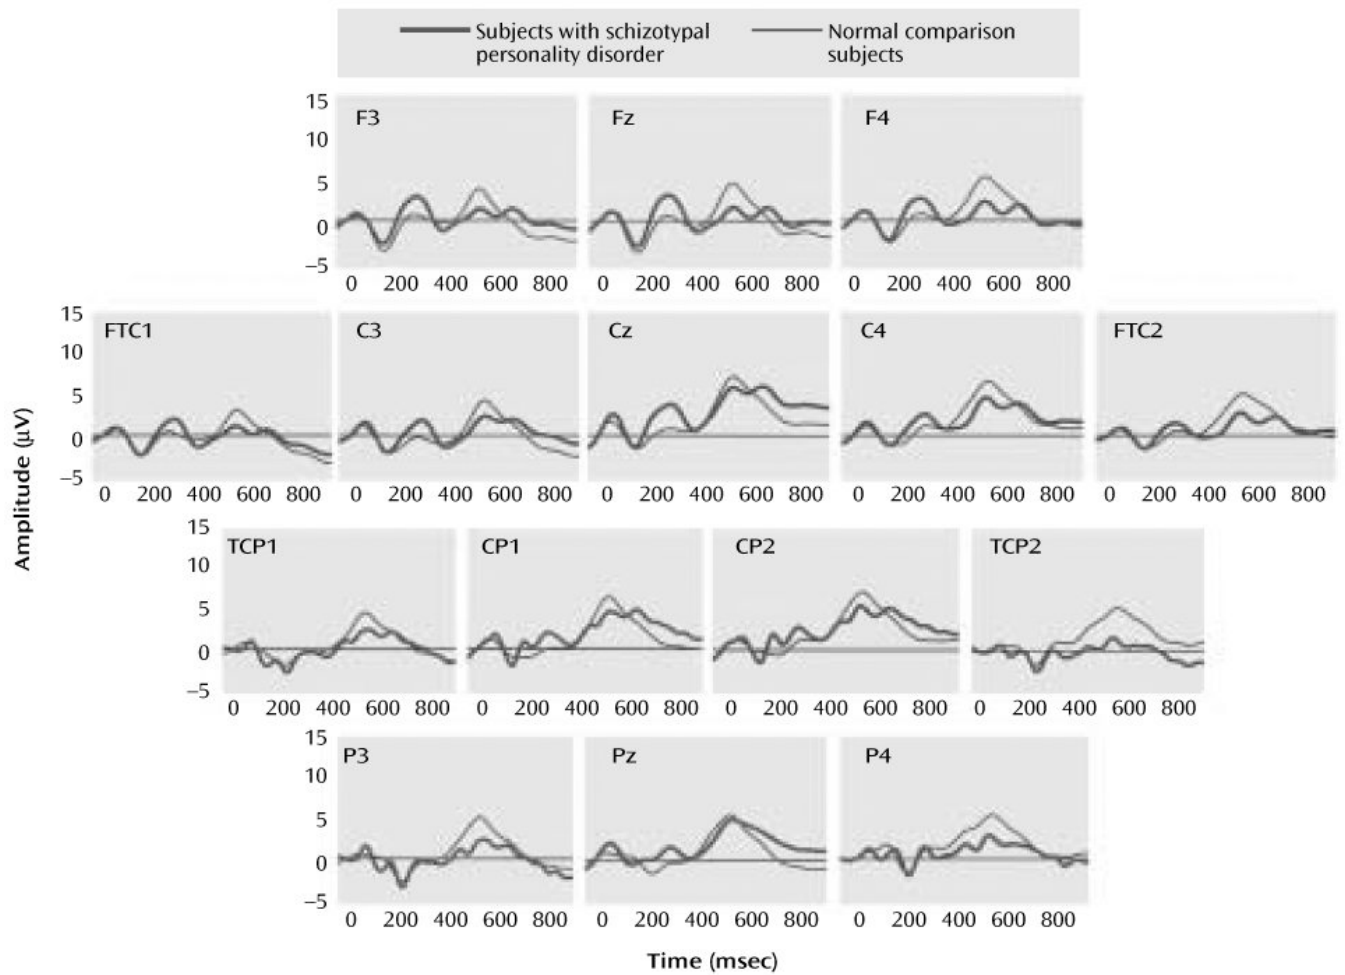 Subjects with schizotypal personality disorder
Normal comparison subjects
15
10
5
0
−5
F3
Fz
F4
0 200 400 600 800
0 200 400 600 800
0 200 400 600 800
15
10
5
0
−5
FTC1
C3
Cz
C4
FTC2
0 200 400 600 800
0 200 400 600 800
0 200 400 600 800
0 200 400 600 800
0 200 400 600 800
Amplitude (μV)
15
10
5
0
−5
TCP1
CP1
CP2
TCP2
0 200 400 600 800
0 200 400 600 800
0 200 400 600 800
0 200 400 600 800
15
10
5
0
−5
P3
Pz
P4
0 200 400 600 800
0 200 400 600 800
0 200 400 600 800
Time (msec)